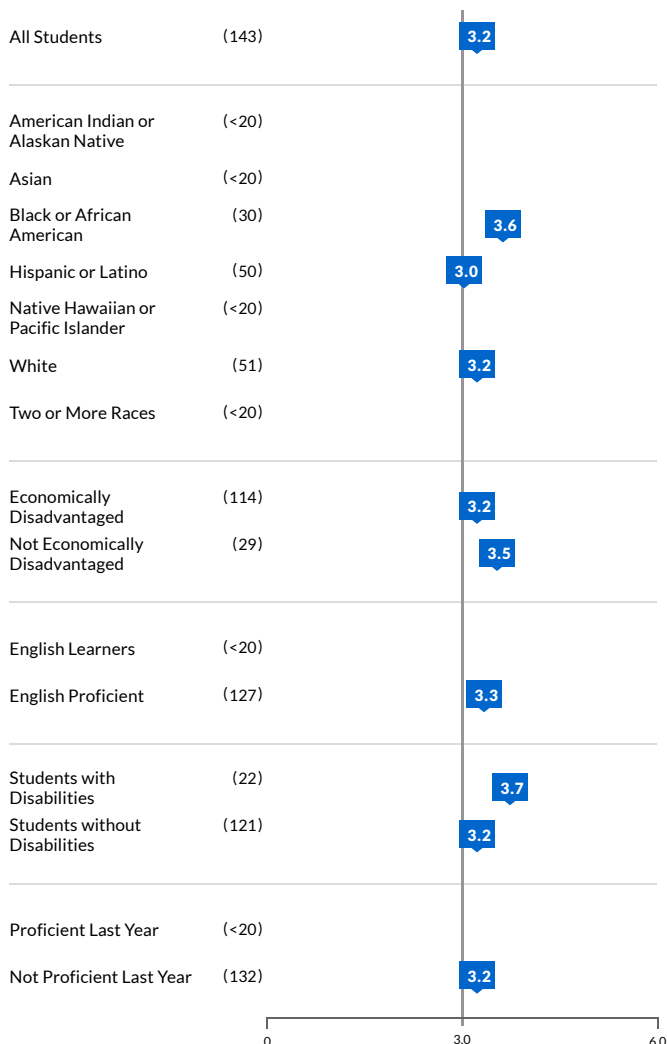 All Students (143) 3.2
American Indian or (<20)
Alaskan Native
Asian (<20)
Black or African (30) 3.6
American
Hispanic or Latino (50) 3.0
Native Hawaiian or (<20)
Pacific Islander
White (51) 3.2
Two or More Races (<20)
Economically (114) 3.2
Disadvantaged
Not Economically (29) 3.5
Disadvantaged
English Learners (<20)
English Proficient (127) 3.3
Students with (22) 3.7
Disabilities
Students without (121) 3.2
Disabilities
Proficient Last Year (<20)
Not Proficient Last Year (132) 3.2
0 3.0 6.0